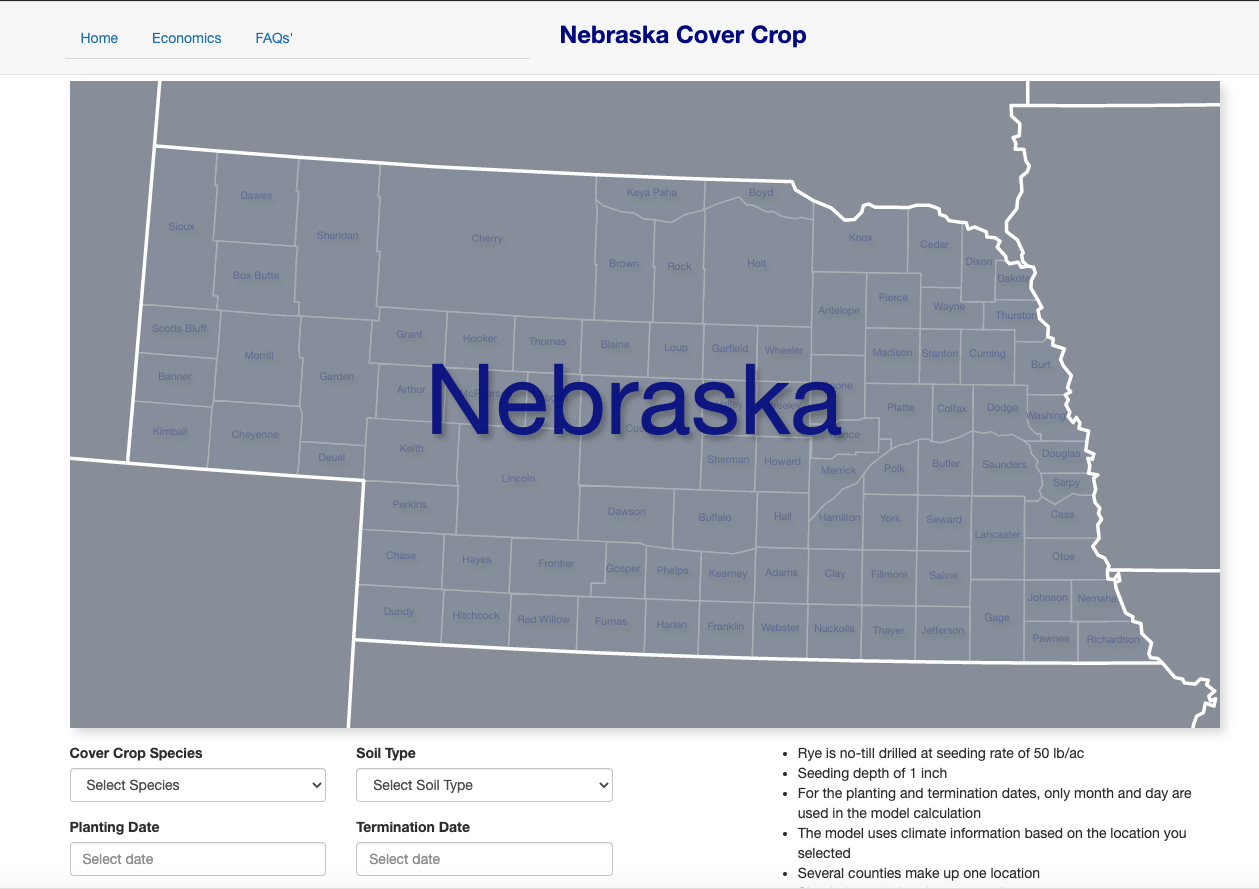 Home Economics FAQs' Nebraska Cover Crop
Keya Paha Boyd
Dawes
Sioux Sheridan Cherry Knox Cedar
Brown Rock Holt Dixon
Box Butte Dakota
Pierce Wayne
Antelope Thurston
Scotts Bluff Grant Hooker Thomas Blaine Loup Garfield Wheeler
Morrill Madison Stanton Cuming
Banner Garden Arthur Burt
Nebraska
Platte Colfax Dodge Washing
Kimball Cheyenne Keith
Deuel Lincoln Sherman Howard Merrick Polk Butler Saunders Douglas
Sarpy
Perkins Dawson Buffalo Hall Hamilton York Seward Cass
Lancaster
Chase Hayes Frontier Gosper Phelps Kearney Adams Clay Fillmore Saline Otoe
Johnson Nemaha
Dundy Hitchcock Red Willow Furnas Harlan Franklin Webster Nuckolls Thayer Jefferson Gage
Pawnee Richardson
Cover Crop Species Soil Type
Select Species Select Soil Type
Planting Date Termination Date
Select date Select date
• Rye is no-till drilled at seeding rate of 50 lb/ac
• Seeding depth of 1 inch
• For the planting and termination dates, only month and day are
used in the model calculation
• The model uses climate information based on the location you
selected
• Several counties make up one location